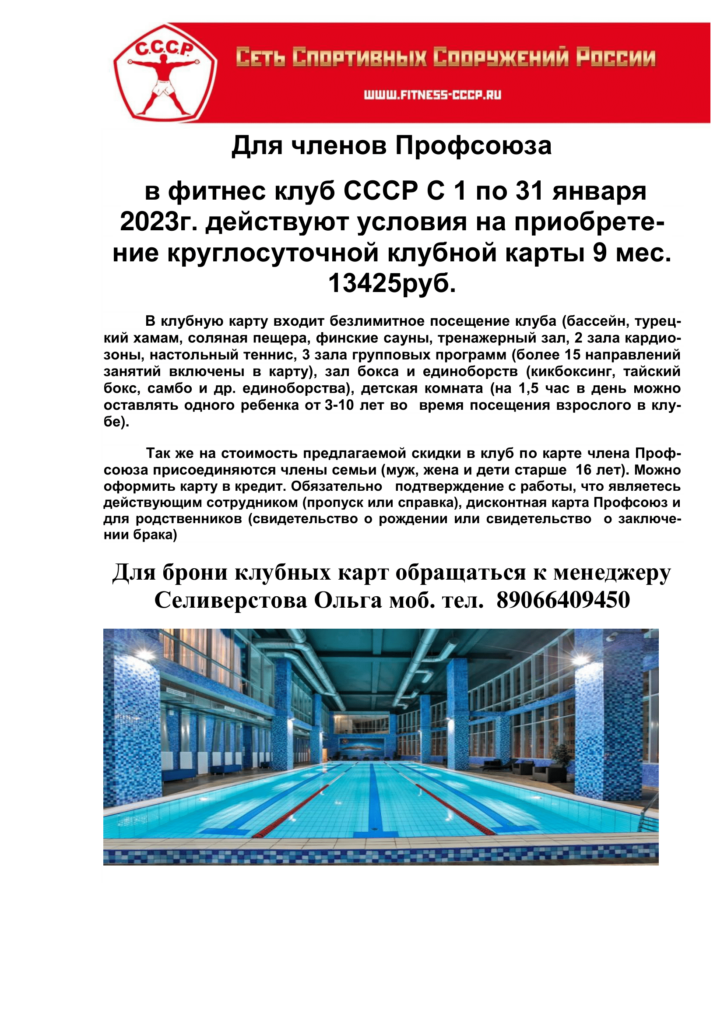 С.С.С.Р.
Сеть Спортивных Сооружений России
WWW.FITNESS-CCCP.RU
Для членов Профсоюза
в фитнес клуб СССР С 1 по 31 января
2023г. действуют условия на приобрете-
ние круглосуточной клубной карты 9 мес.
13425руб.
В клубную карту входит безлимитное посещение клуба (бассейн, турец-
кий хамам, соляная пещера, финские сауны, тренажерный зал, 2 зала кардио-
зоны, настольный теннис, 3 зала групповых программ (более 15 направлений
занятий включены в карту), зал бокса и единоборств (кикбоксинг, тайский
бокс, самбо и др. единоборства), детская комната (на 1,5 час в день можно
оставлять одного ребенка от 3-10 лет во время посещения взрослого в клу-
бе).
Так же на стоимость предлагаемой скидки в клуб по карте члена Проф-
союза присоединяются члены семьи (муж, жена и дети старше 16 лет). Можно
оформить карту в кредит. Обязательно подтверждение с работы, что являетесь
действующим сотрудником (пропуск или справка), дисконтная карта Профсоюз и
для родственников (свидетельство о рождении или свидетельство о заключе-
нии брака)
Для брони клубных карт обращаться к менеджеру
Селиверстова Ольга моб. тел. 89066409450